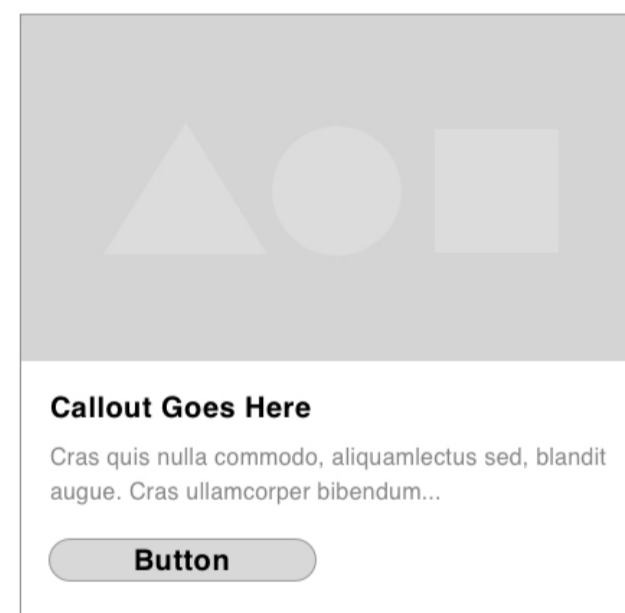 Callout Goes Here
Cras quis nulla commodo, aliquamlectus sed, blandit
augue. Cras ullamcorper bibendum...
Button